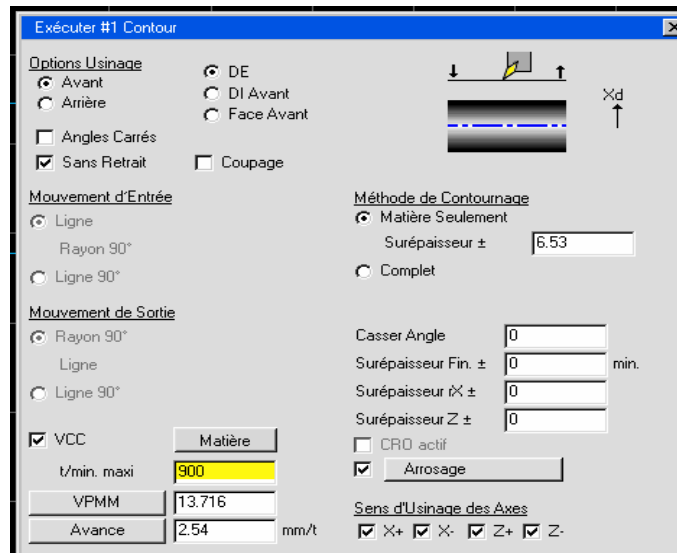 Exécuter #1 Contour
Options Usinage
Avant
Arrière
DE
DI Avant
Face Avant
Xd
Angles Carrés
Sans Retrait
Coupage
Mouvement d'Entrée
Ligne
Rayon 90°
Ligne 90°
Méthode de Contournage
Matière Seulement
Surépaisseur ± 6.53
Complet
Mouvement de Sortie
Rayon 90°
Ligne
Ligne 90°
Casser Angle 0
Surépaisseur Fin. ± 0 min.
Surépaisseur rX ± 0
Surépaisseur Z ± 0
CRO actif
Arrosage
VCC Matière
t/min. maxi 900
VPMM 13.716
Avance 2.54 mm/t
Sens d'Usinage des Axes
X+ X- Z+ Z-